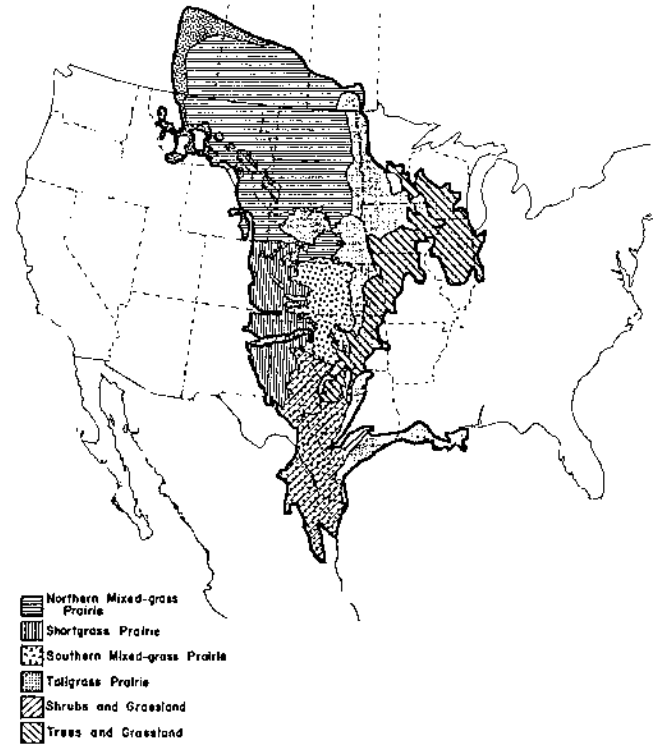 Northern Mixed-grass
Prairie
Shortgrass Prairie
Southern Mixed-grass Prairie
Tallgrass Prairie
Shrubs and Grassland
Trees and Grassland